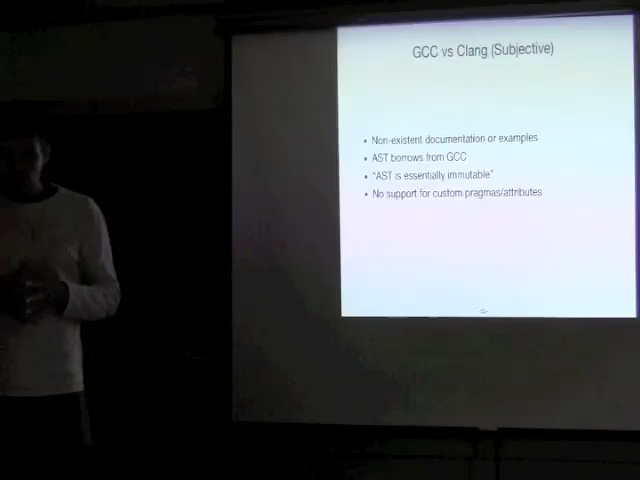 GCC vs Clang (Subjective)
• Non-existent documentation or examples
• AST borrows from GCC
• "AST is essentially immutable"
• No support for custom pragmas/attributes